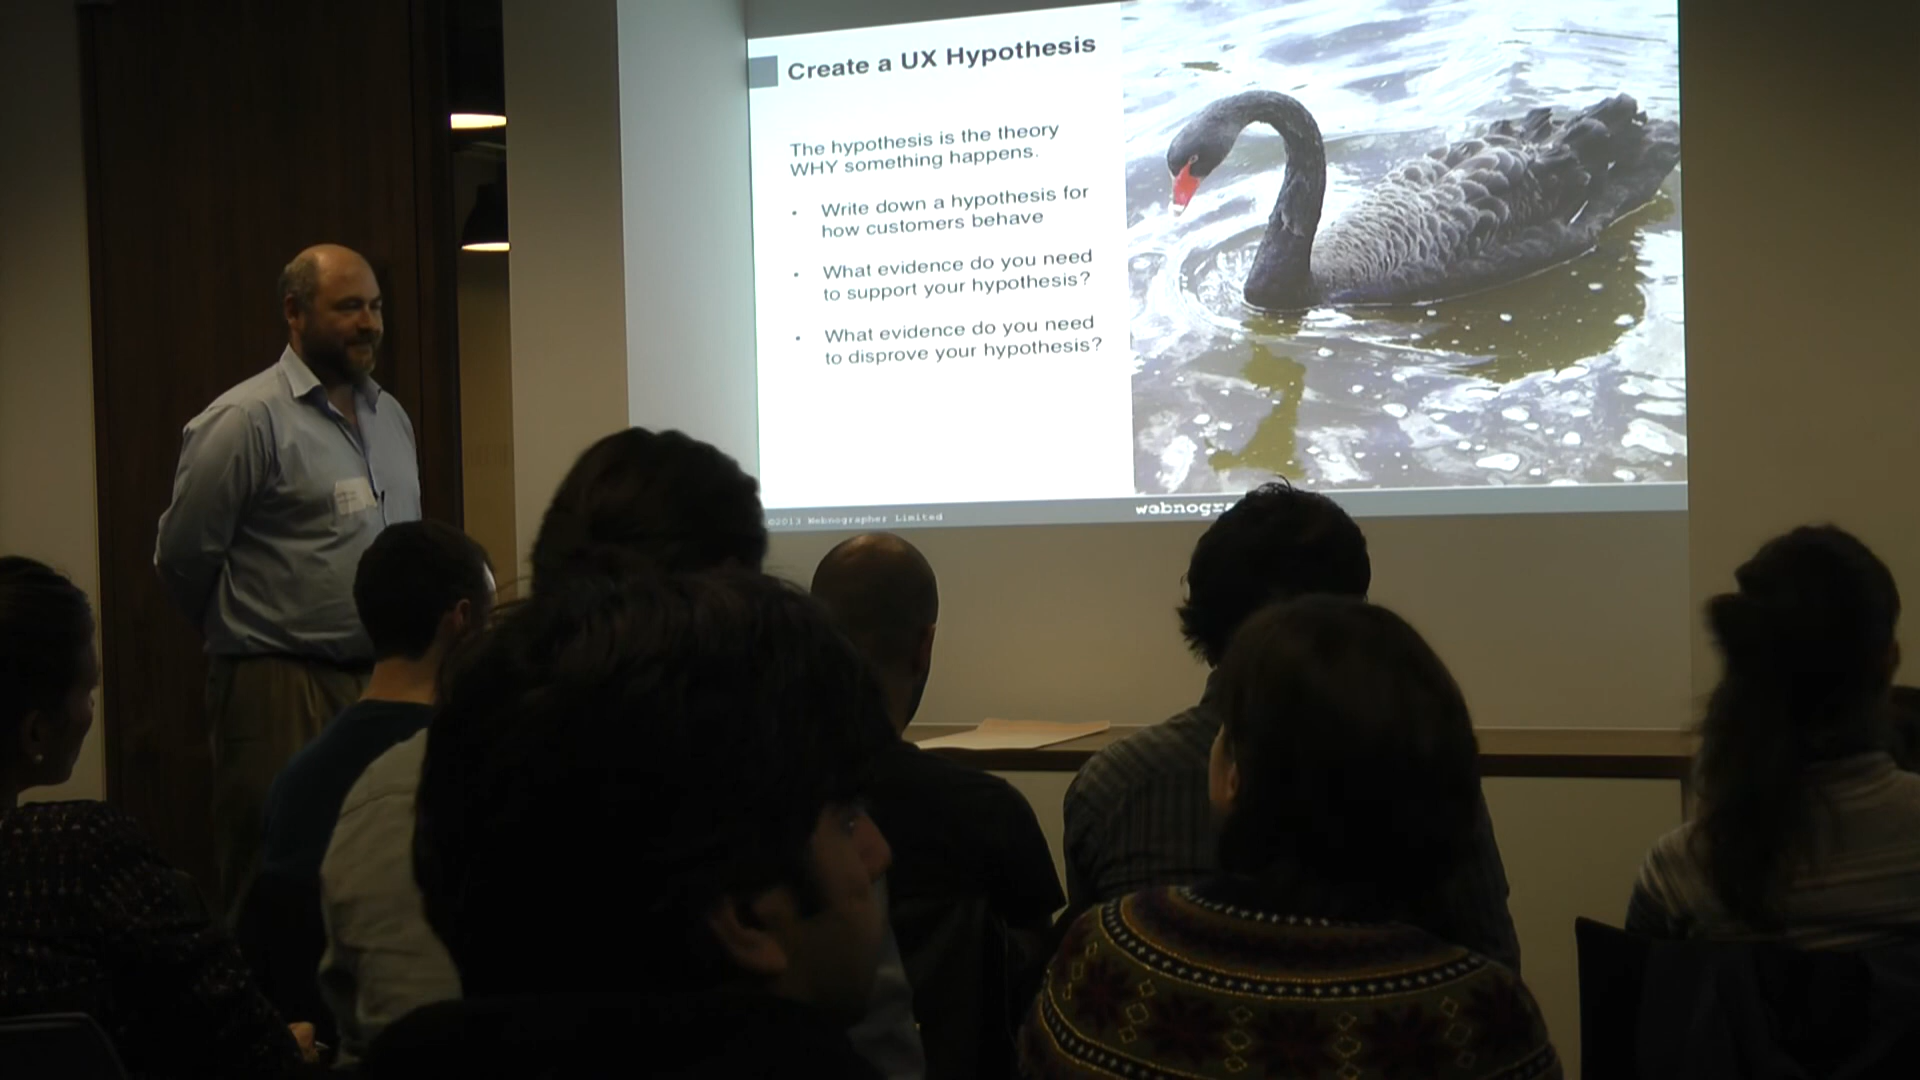 Create a UX Hypothesis
The hypothesis is the theory
WHY something happens.
• Write down a hypothesis for
how customers behave
• What evidence do you need
to support your hypothesis?
• What evidence do you need
to disprove your hypothesis?
©2013 Webnographer Limited